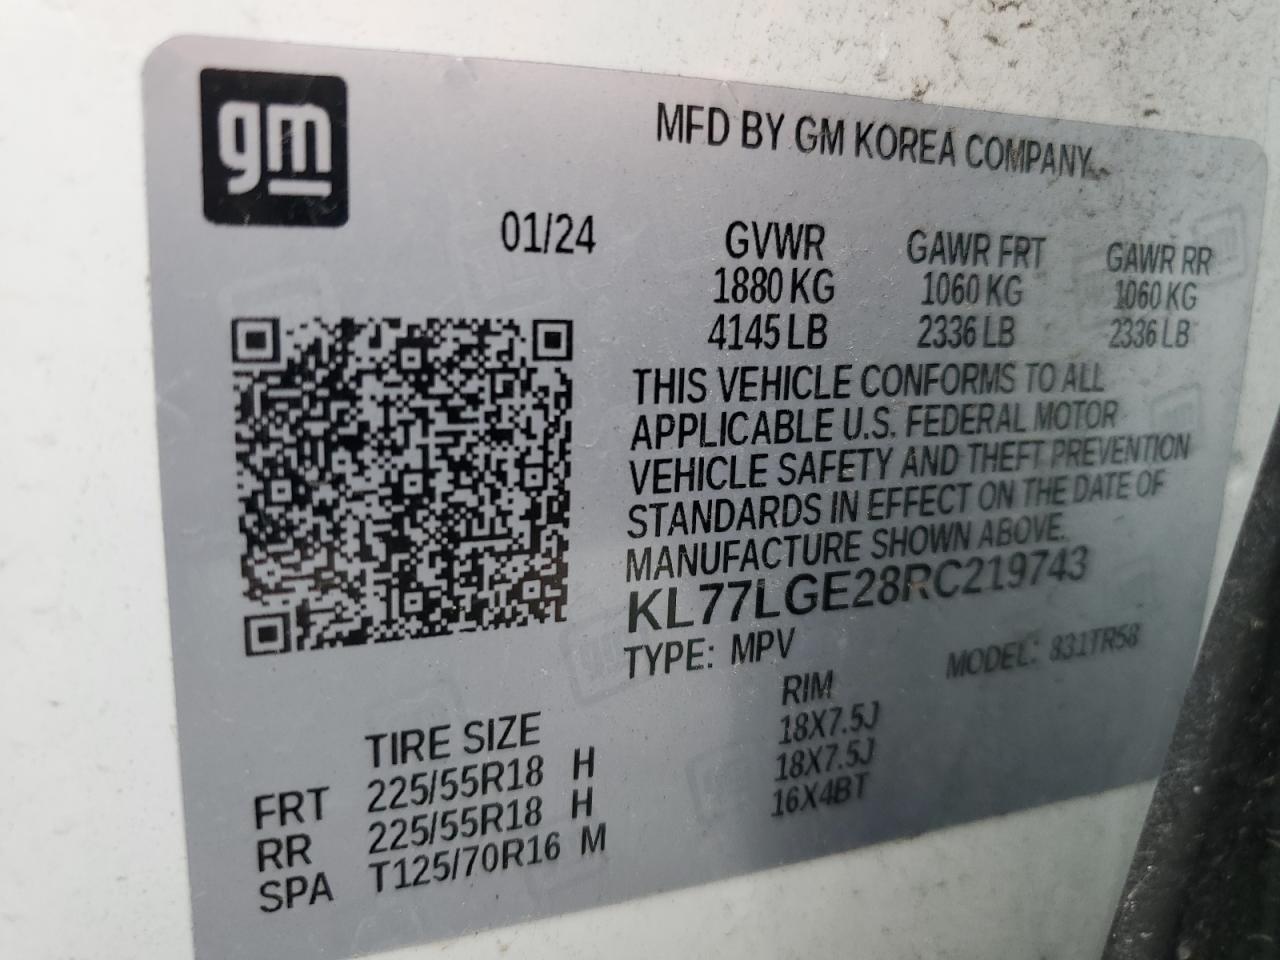 gm
MFD BY GM KOREA COMPANY
01/24
GVWR GAWR FRT GAWR RR
1880 KG 1060 KG 1060 KG
4145 LB 2336 LB 2336 LB
THIS VEHICLE CONFORMS TO ALL
APPLICABLE U.S. FEDERAL MOTOR
VEHICLE SAFETY AND THEFT PREVENTION
STANDARDS IN EFFECT ON THE DATE OF
MANUFACTURE SHOWN ABOVE.
KL77LGE28RC219743
TYPE: MPV MODEL: 831TR58
TIRE SIZE RIM
FRT 225/55R18 H 18X7.5J
RR 225/55R18 H 18X7.5J
SPA T125/70R16 M 16X4BT